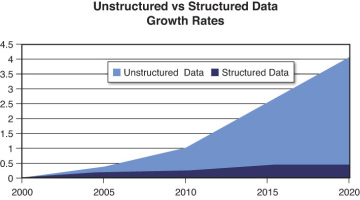 Unstructured vs Structured Data
Growth Rates
4.5
4
3.5
3
2.5
2
1.5
1
0.5
0
Unstructured Data Structured Data
2000 2005 2010 2015 2020